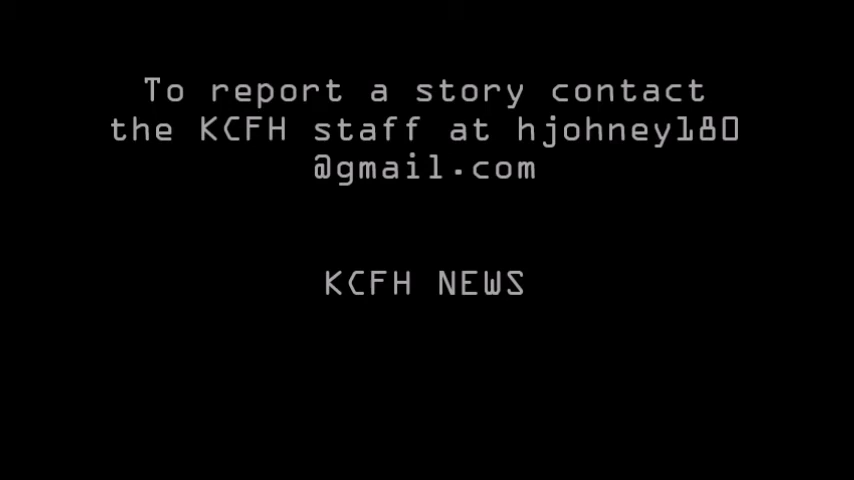 To report a story contact
the KCFH staff at hjohney180
@gmail.com
KCFH NEWS